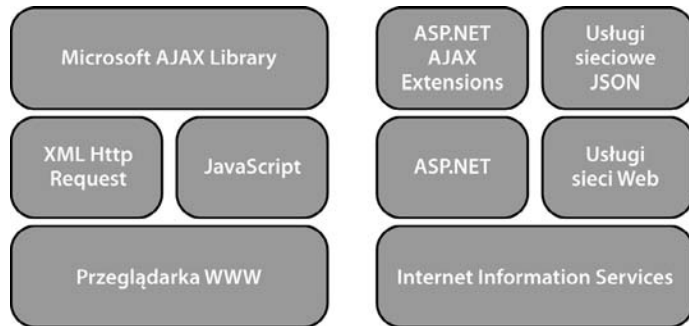 Microsoft AJAX Library
XML Http
Request
JavaScript
Przeglądarka WWW
ASP.NET
AJAX
Extensions
Usługi
sieciowe
JSON
ASP.NET
Usługi
sieci Web
Internet Information Services